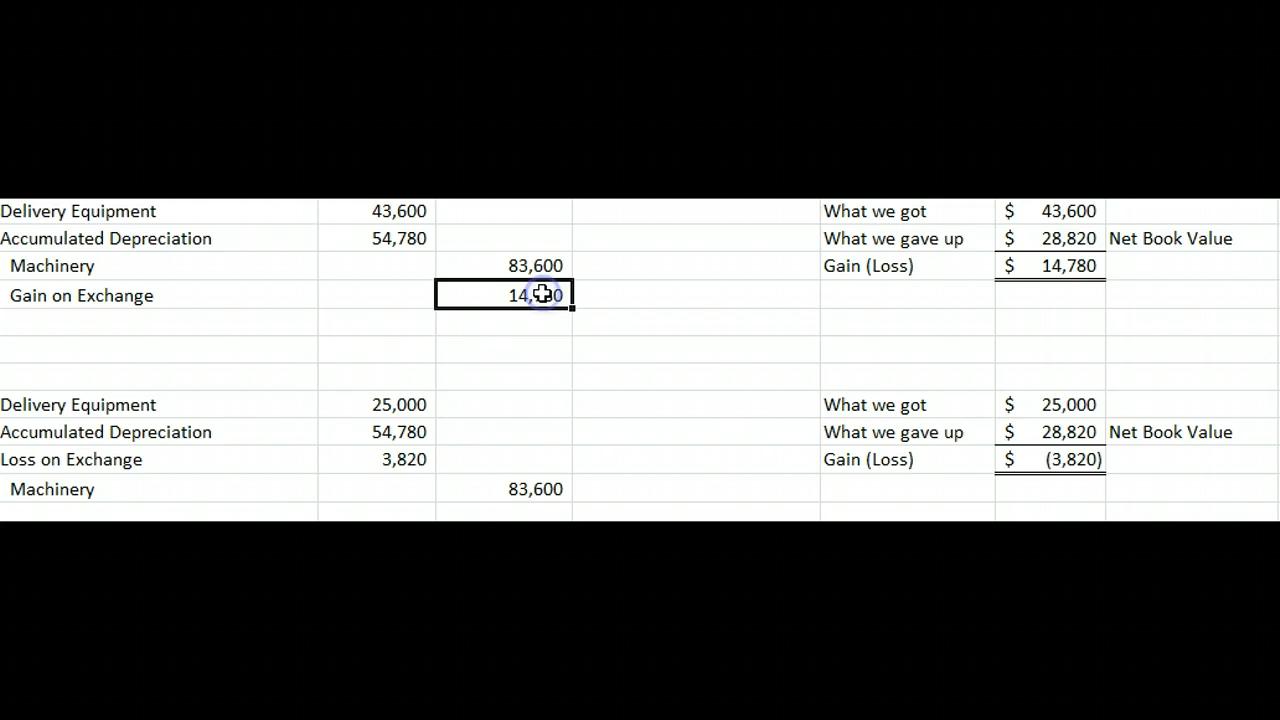 Delivery Equipment 43,600 What we got $ 43,600
Accumulated Depreciation 54,780 What we gave up $ 28,820 Net Book Value
Machinery 83,600 Gain (Loss) $ 14,780
Gain on Exchange
Delivery Equipment 25,000 What we got $ 25,000
Accumulated Depreciation 54,780 What we gave up $ 28,820 Net Book Value
Loss on Exchange 3,820 Gain (Loss) $ (3,820)
Machinery 83,600